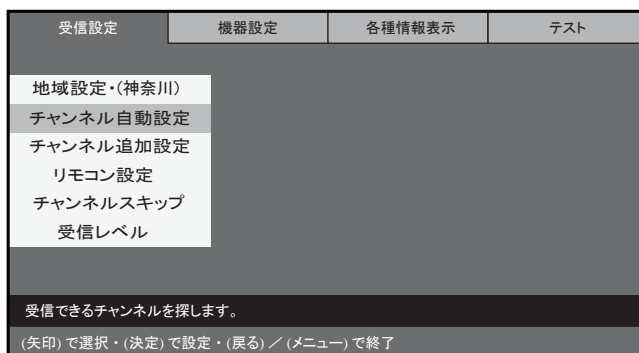 受信設定 機器設定 各種情報表示 テスト
地域設定・(神奈川)
チャンネル自動設定
チャンネル追加設定
リモコン設定
チャンネルスキップ
受信レベル
受信できるチャンネルを探します。
(矢印) で選択・(決定) で設定・(戻る) ／ (メニュー) で終了